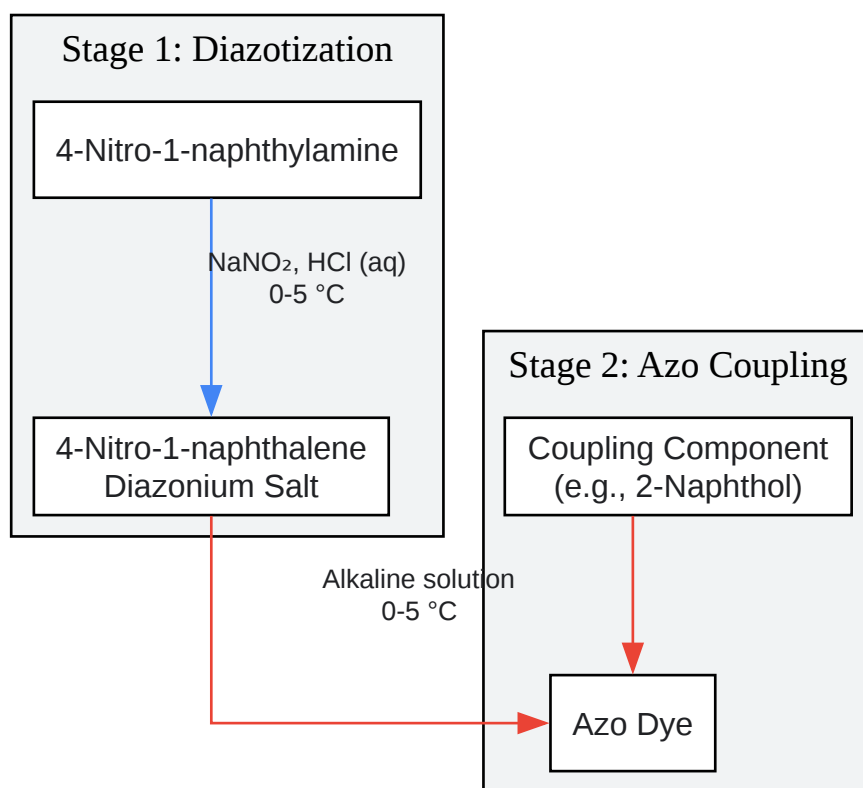 Stage 1: Diazotization
4-Nitro-1-naphthylamine
NaNO₂, HCl (aq)
0-5 °C
4-Nitro-1-naphthalene
Diazonium Salt
Stage 2: Azo Coupling
Coupling Component
(e.g., 2-Naphthol)
Alkaline solution
0-5 °C
Azo Dye